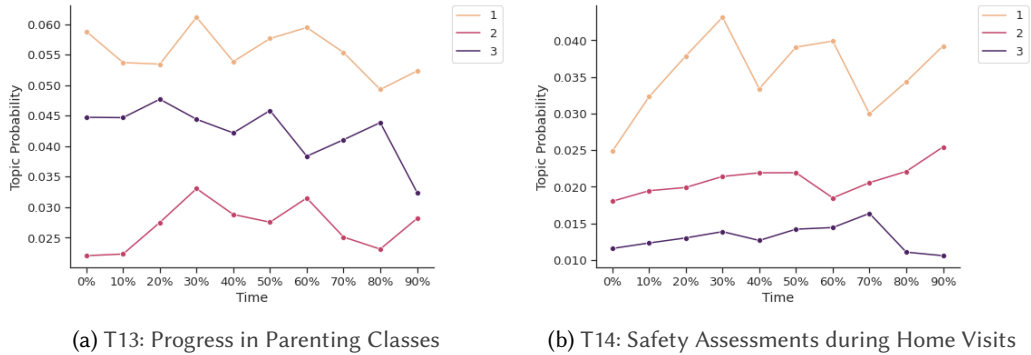 0.060
0.055
0.050
0.045
0.040
0.035
0.030
0.025
Topic Probability
0% 10% 20% 30% 40% 50% 60% 70% 80% 90%
Time
1
2
3
(a) T13: Progress in Parenting Classes
0.040
0.035
0.030
0.025
0.020
0.015
0.010
Topic Probability
0% 10% 20% 30% 40% 50% 60% 70% 80% 90%
Time
1
2
3
(b) T14: Safety Assessments during Home Visits